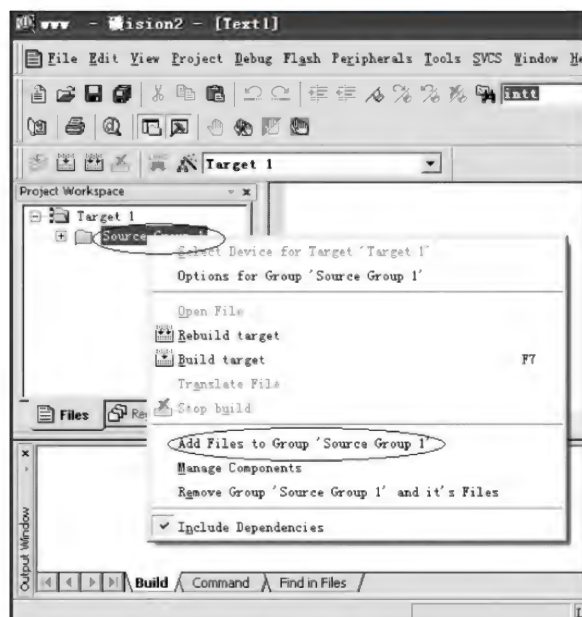 www - µVision2 - [Text1]
File Edit View Project Debug Flash Peripherals Tools SVCS Window He
intt
Target 1
Project Workspace
Target 1
Source Group 1
Select Device for Target 'Target 1'
Options for Group 'Source Group 1'
Open File
Rebuild target
Build target F7
Translate File
Stop build
Files Re
Add Files to Group 'Source Group 1'
Manage Components
Remove Group 'Source Group 1' and it's Files
Include Dependencies
Output Window
Build Command Find in Files